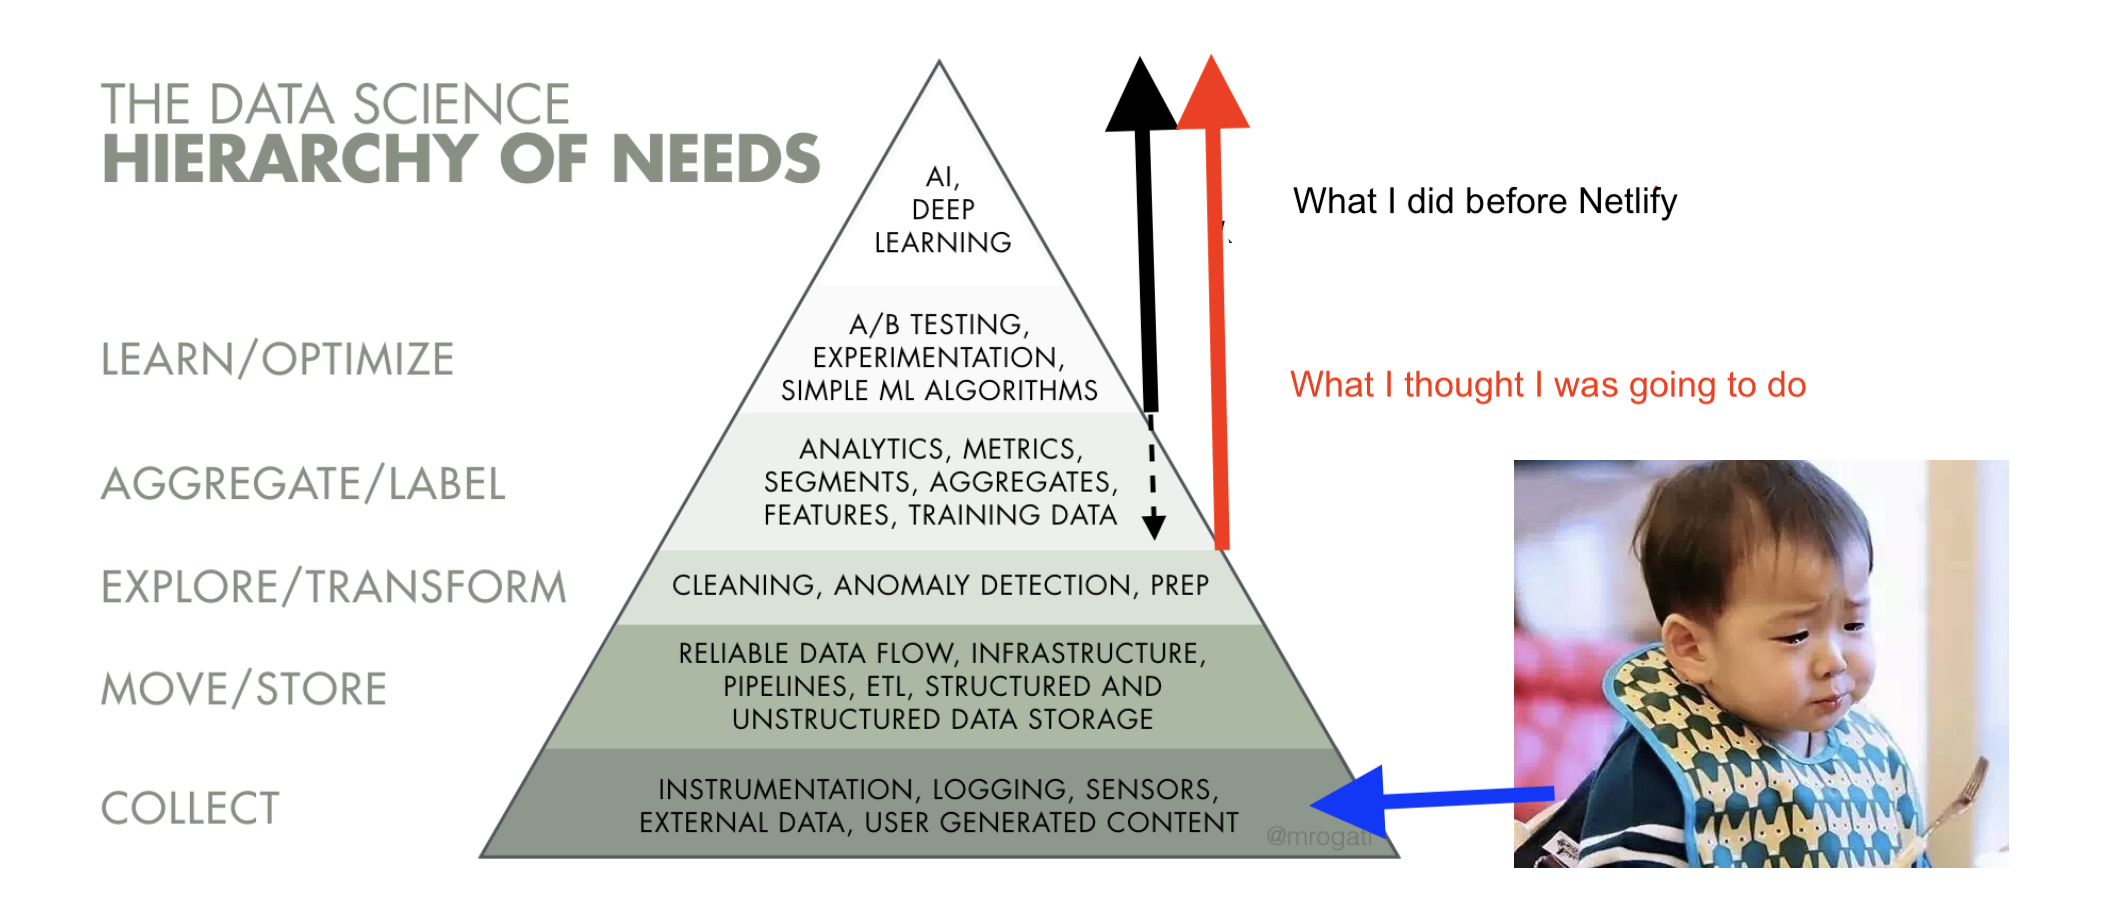 THE DATA SCIENCE
HIERARCHY OF NEEDS
AI,
DEEP
LEARNING
What I did before Netlify
LEARN/OPTIMIZE
A/B TESTING,
EXPERIMENTATION,
SIMPLE ML ALGORITHMS
What I thought I was going to do
AGGREGATE/LABEL
ANALYTICS, METRICS,
SEGMENTS, AGGREGATES,
FEATURES, TRAINING DATA
EXPLORE/TRANSFORM
CLEANING, ANOMALY DETECTION, PREP
MOVE/STORE
RELIABLE DATA FLOW, INFRASTRUCTURE,
PIPELINES, ETL, STRUCTURED AND
UNSTRUCTURED DATA STORAGE
COLLECT
INSTRUMENTATION, LOGGING, SENSORS,
EXTERNAL DATA, USER GENERATED CONTENT
@mrogati